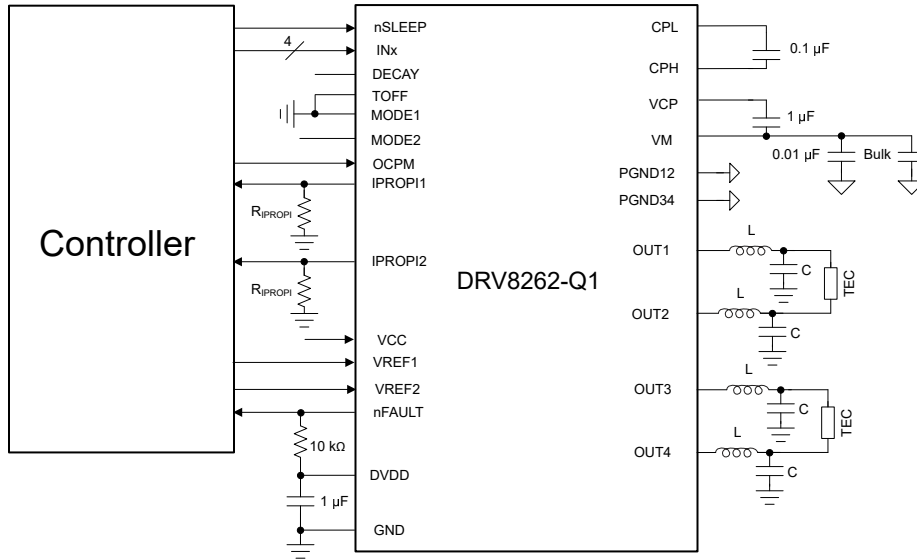 Controller
nSLEEP
4
INx
DECAY
TOFF
MODE1
MODE2
OCPM
IPROPI1
RIPROPI
IPROPI2
RIPROPI
VCC
VREF1
VREF2
nFAULT
10 kΩ
DVDD
1 µF
GND
DRV8262-Q1
CPL
0.1 µF
CPH
VCP
1 µF
VM
0.01 µF
Bulk
PGND12
PGND34
OUT1
L
C
TEC
OUT2
L
C
OUT3
L
C
TEC
OUT4
L
C